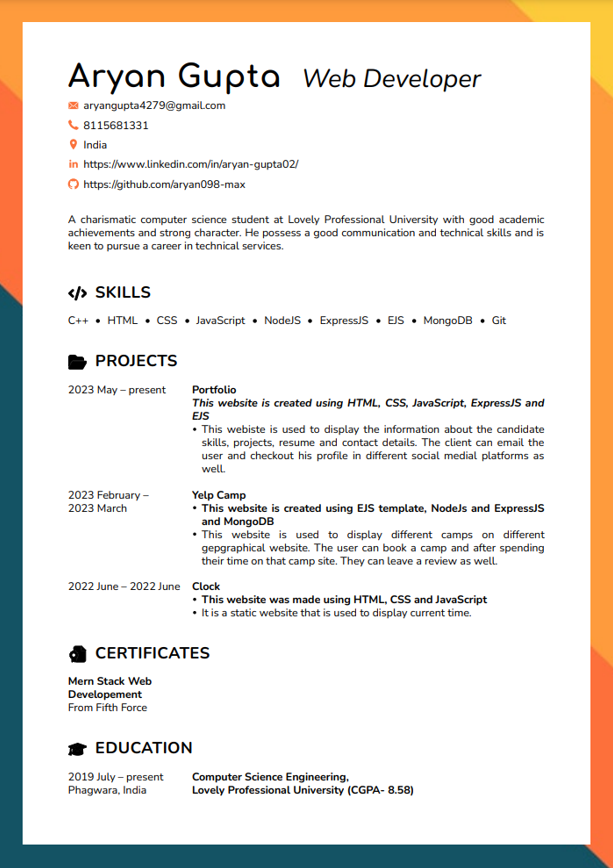 Aryan Gupta Web Developer
aryangupta4279@gmail.com
8115681331
India
https://www.linkedin.com/in/aryan-gupta02/
https://github.com/aryan098-max
A charismatic computer science student at Lovely Professional University with good academic
achievements and strong character. He possess a good communication and technical skills and is
keen to pursue a career in technical services.
SKILLS
C++ • HTML • CSS • JavaScript • NodeJS • ExpressJS • EJS • MongoDB • Git
PROJECTS
2023 May – present Portfolio
This website is created using HTML, CSS, JavaScript, ExpressJS and
EJS
• This webiste is used to display the information about the candidate
skills, projects, resume and contact details. The client can email the
user and checkout his profile in different social medial platforms as
well.
2023 February – Yelp Camp
2023 March • This website is created using EJS template, NodeJs and ExpressJS
and MongoDB
• This website is used to display different camps on different
gepgraphical website. The user can book a camp and after spending
their time on that camp site. They can leave a review as well.
2022 June – 2022 June Clock
• This website was made using HTML, CSS and JavaScript
• It is a static website that is used to display current time.
CERTIFICATES
Mern Stack Web
Developement
From Fifth Force
EDUCATION
2019 July – present Computer Science Engineering,
Phagwara, India Lovely Professional University (CGPA- 8.58)